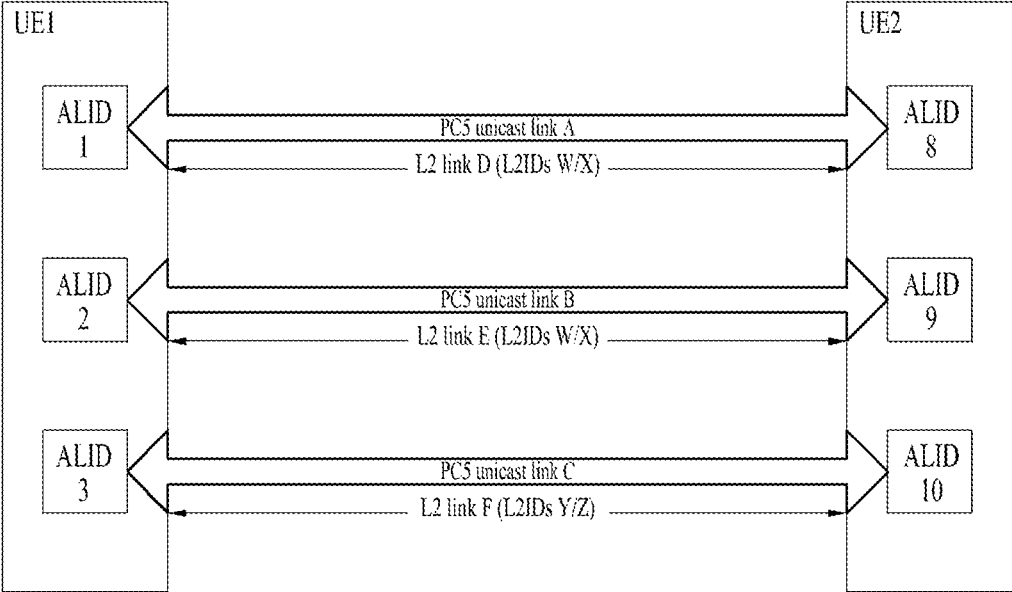 UE1
UE2
ALID
1
PC5 unicast link A
ALID
8
L2 link D (L2IDs W/X)
ALID
2
PC5 unicast link B
ALID
9
L2 link E (L2IDs W/X)
ALID
3
PC5 unicast link C
ALID
10
L2 link F (L2IDs Y/Z)